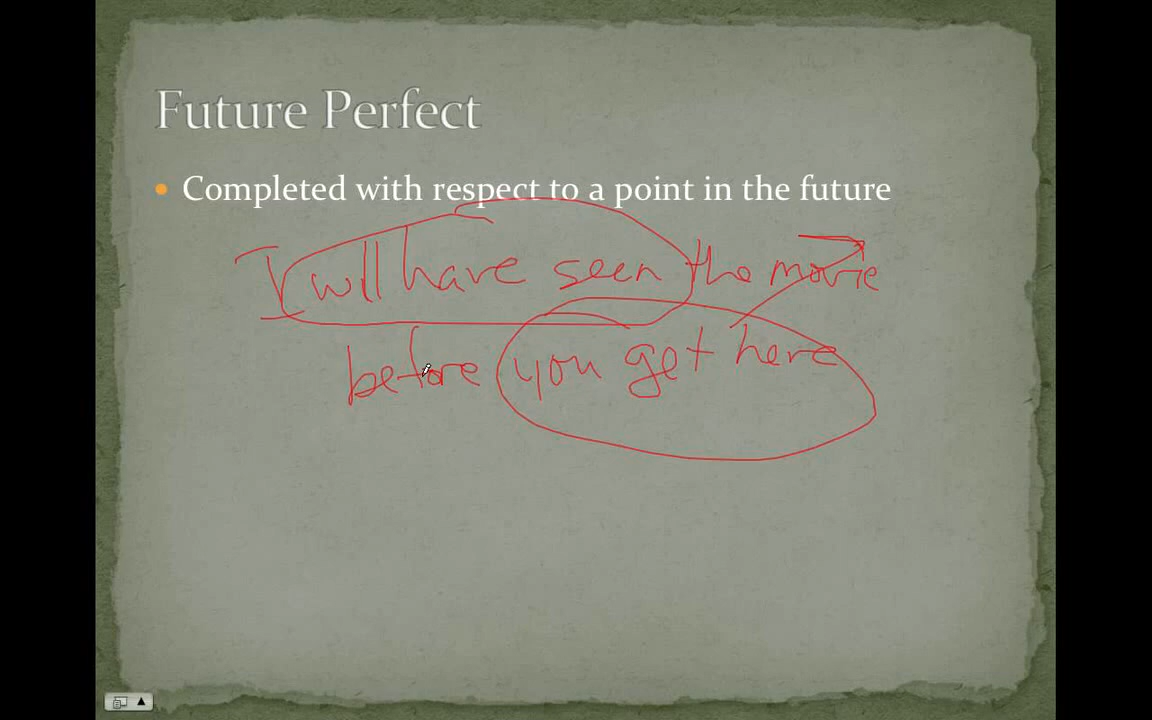 Future Perfect
• Completed with respect to a point in the future
I will have seen the movie
before you get here